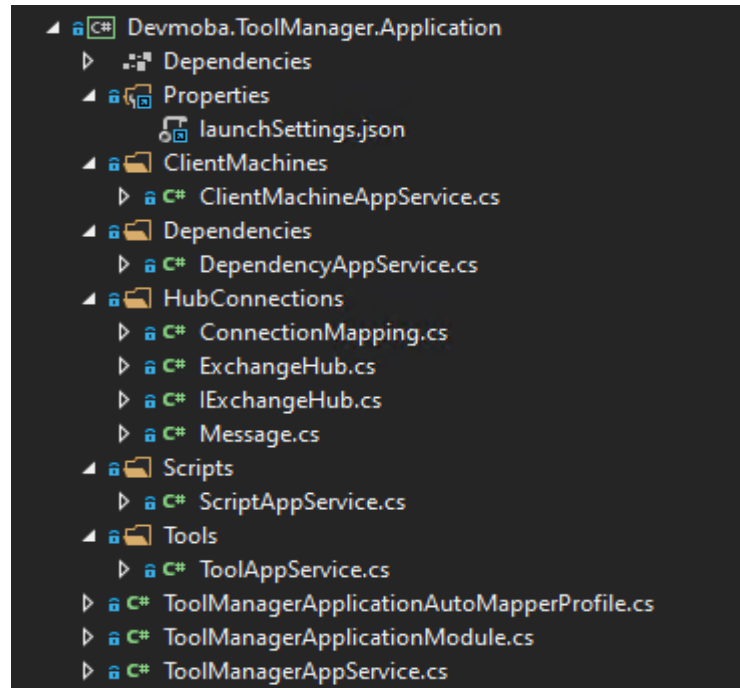 C# Devmoba.ToolManager.Application
Dependencies
Properties
launchSettings.json
ClientMachines
C# ClientMachineAppService.cs
Dependencies
C# DependencyAppService.cs
HubConnections
C# ConnectionMapping.cs
C# ExchangeHub.cs
C# IExchangeHub.cs
C# Message.cs
Scripts
C# ScriptAppService.cs
Tools
C# ToolAppService.cs
C# ToolManagerApplicationAutoMapperProfile.cs
C# ToolManagerApplicationModule.cs
C# ToolManagerAppService.cs